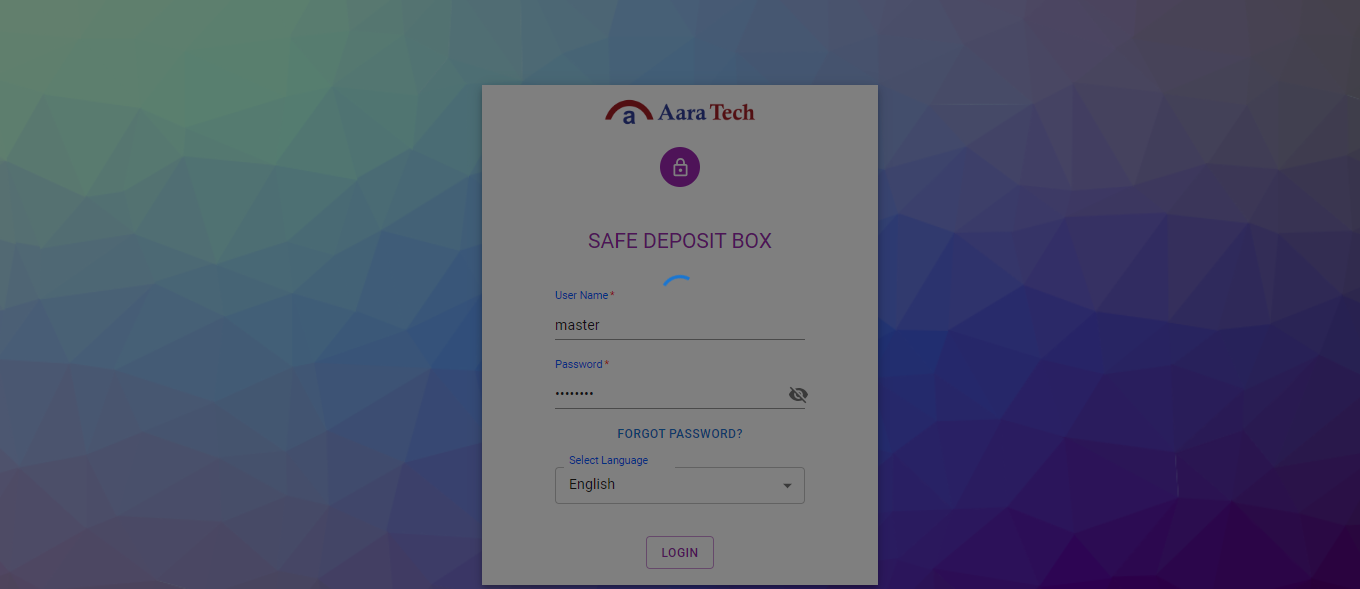 a Aara Tech
SAFE DEPOSIT BOX
User Name *
master
Password *
••••••••
FORGOT PASSWORD?
Select Language
English
LOGIN